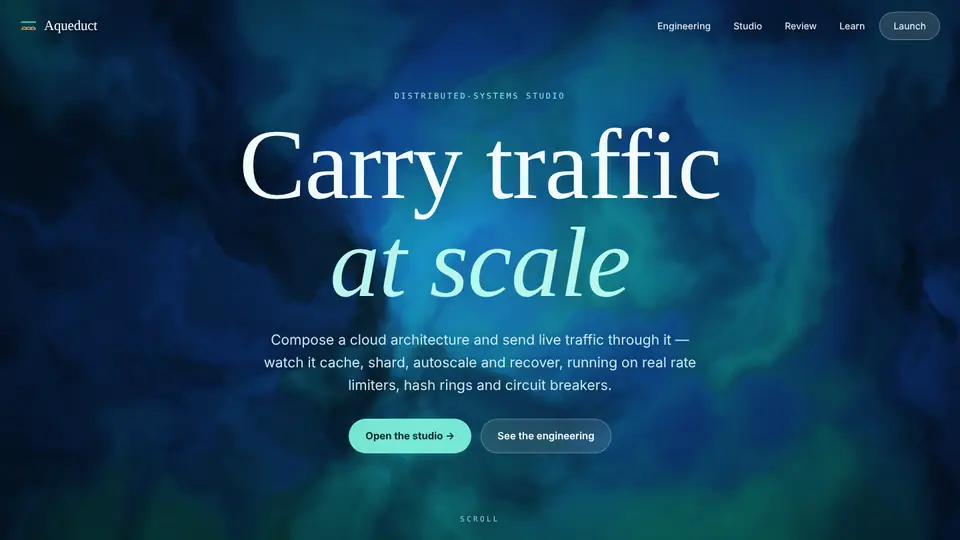 Aqueduct
Engineering
Studio
Review
Learn
Launch
DISTRIBUTED-SYSTEMS STUDIO
Carry traffic
at scale
Compose a cloud architecture and send live traffic through it —
watch it cache, shard, autoscale and recover, running on real rate
limiters, hash rings and circuit breakers.
Open the studio →
See the engineering
SCROLL